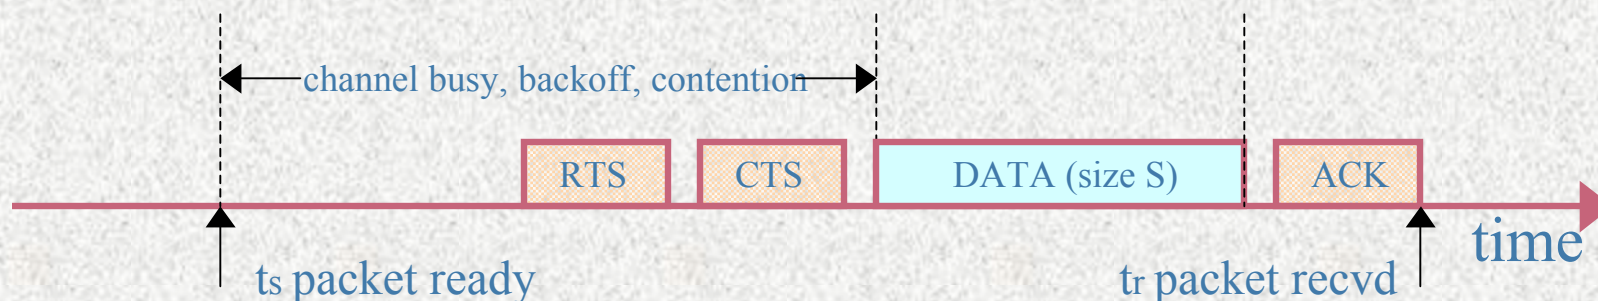 channel busy, backoff, contention
RTS
CTS
DATA (size S)
ACK
time
ts packet ready
tr packet recvd